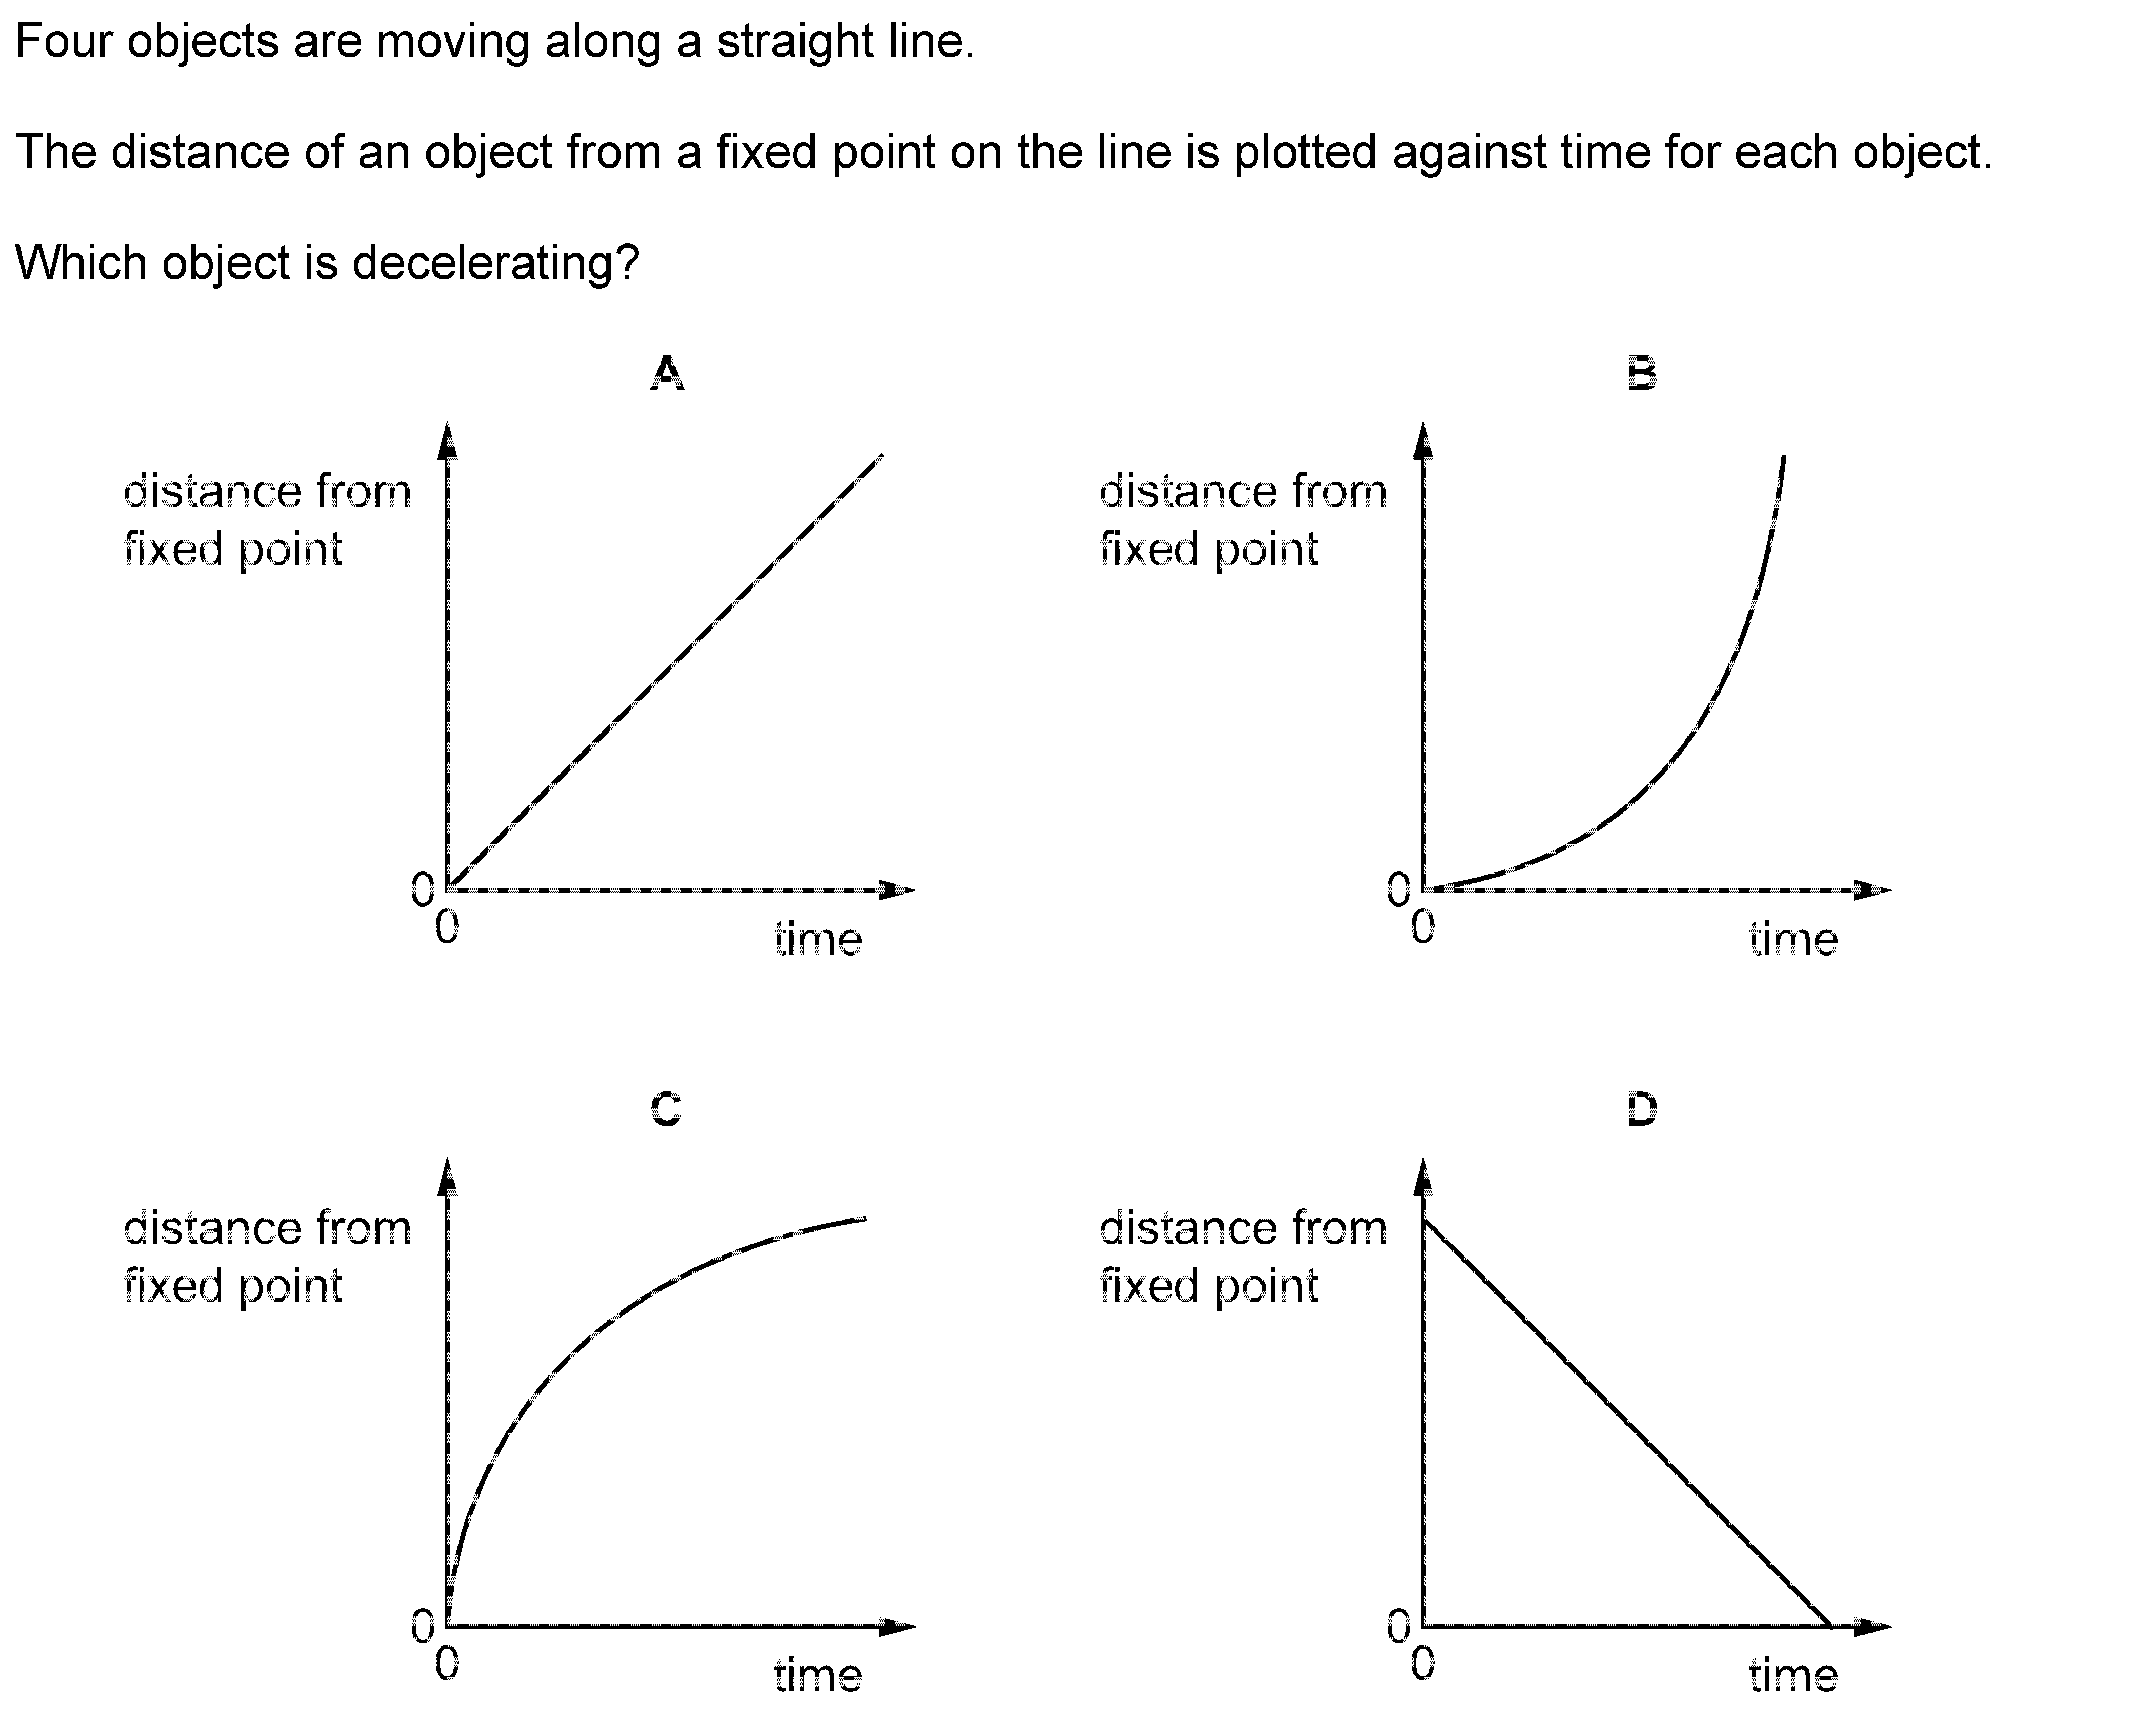 Four objects are moving along a straight line.
The distance of an object from a fixed point on the line is plotted against time for each object.
Which object is decelerating?
A
distance from
fixed point
0
0
time
B
distance from
fixed point
0
0
time
C
distance from
fixed point
0
0
time
D
distance from
fixed point
0
0
time